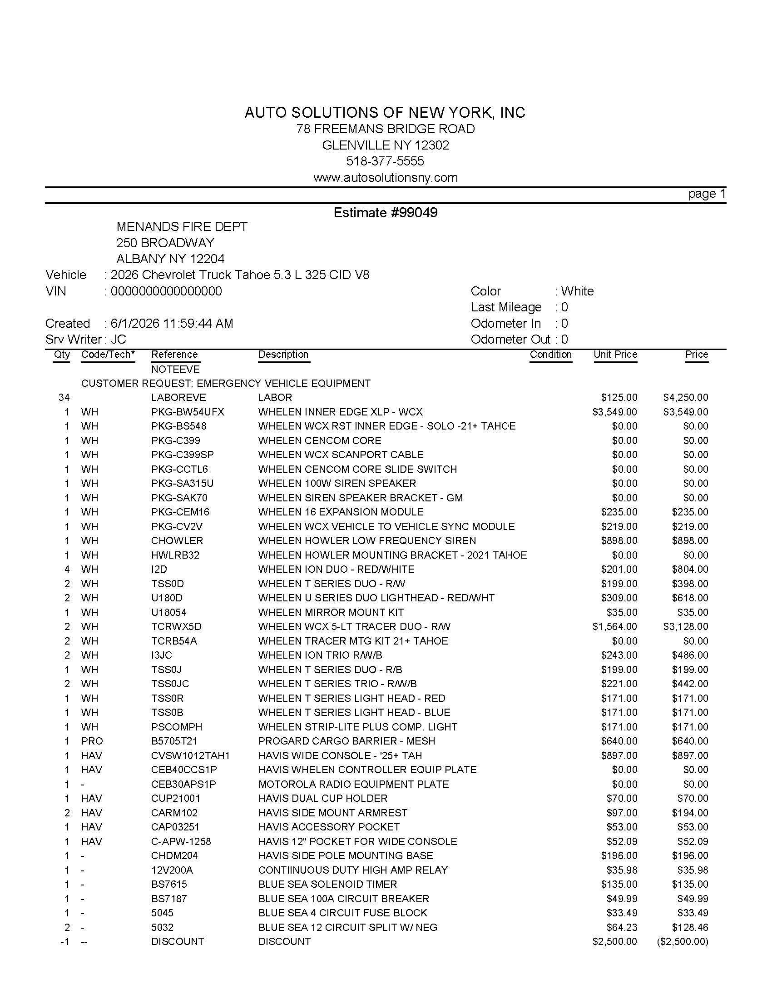 AUTO SOLUTIONS OF NEW YORK, INC
78 FREEMANS BRIDGE ROAD
GLENVILLE NY 12302
518-377-5555
www.autosolutionsny.com
page 1
Estimate #99049
MENANDS FIRE DEPT
250 BROADWAY
ALBANY NY 12204
Vehicle : 2026 Chevrolet Truck Tahoe 5.3 L 325 CID V8
VIN : 0000000000000000 Color : White
Last Mileage : 0
Created : 6/1/2026 11:59:44 AM Odometer In : 0
Srv Writer : JC Odometer Out : 0
Qty Code/Tech* Reference Description Condition Unit Price Price
NOTEEVE
CUSTOMER REQUEST: EMERGENCY VEHICLE EQUIPMENT
34 LABOREVE LABOR $125.00 $4,250.00
1 WH PKG-BW54UFX WHELEN INNER EDGE XLP - WCX $3,549.00 $3,549.00
1 WH PKG-BS548 WHELEN WCX RST INNER EDGE - SOLO -21+ TAHOE $0.00 $0.00
1 WH PKG-C399 WHELEN CENCOM CORE $0.00 $0.00
1 WH PKG-C399SP WHELEN WCX SCANPORT CABLE $0.00 $0.00
1 WH PKG-CCTL6 WHELEN CENCOM CORE SLIDE SWITCH $0.00 $0.00
1 WH PKG-SA315U WHELEN 100W SIREN SPEAKER $0.00 $0.00
1 WH PKG-SAK70 WHELEN SIREN SPEAKER BRACKET - GM $0.00 $0.00
1 WH PKG-CEM16 WHELEN 16 EXPANSION MODULE $235.00 $235.00
1 WH PKG-CV2V WHELEN WCX VEHICLE TO VEHICLE SYNC MODULE $219.00 $219.00
1 WH CHOWLER WHELEN HOWLER LOW FREQUENCY SIREN $898.00 $898.00
1 WH HWLRB32 WHELEN HOWLER MOUNTING BRACKET - 2021 TAHOE $0.00 $0.00
4 WH I2D WHELEN ION DUO - RED/WHITE $201.00 $804.00
2 WH TSS0D WHELEN T SERIES DUO - R/W $199.00 $398.00
2 WH U180D WHELEN U SERIES DUO LIGHTHEAD - RED/WHT $309.00 $618.00
1 WH U18054 WHELEN MIRROR MOUNT KIT $35.00 $35.00
2 WH TCRWX5D WHELEN WCX 5-LT TRACER DUO - R/W $1,564.00 $3,128.00
2 WH TCRB54A WHELEN TRACER MTG KIT 21+ TAHOE $0.00 $0.00
2 WH I3JC WHELEN ION TRIO R/W/B $243.00 $486.00
1 WH TSS0J WHELEN T SERIES DUO - R/B $199.00 $199.00
2 WH TSS0JC WHELEN T SERIES TRIO - R/W/B $221.00 $442.00
1 WH TSS0R WHELEN T SERIES LIGHT HEAD - RED $171.00 $171.00
1 WH TSS0B WHELEN T SERIES LIGHT HEAD - BLUE $171.00 $171.00
1 WH PSCOMPH WHELEN STRIP-LITE PLUS COMP. LIGHT $171.00 $171.00
1 PRO B5705T21 PROGARD CARGO BARRIER - MESH $640.00 $640.00
1 HAV CVSW1012TAH1 HAVIS WIDE CONSOLE - '25+ TAH $897.00 $897.00
1 HAV CEB40CCS1P HAVIS WHELEN CONTROLLER EQUIP PLATE $0.00 $0.00
1 - CEB30APS1P MOTOROLA RADIO EQUIPMENT PLATE $0.00 $0.00
1 HAV CUP21001 HAVIS DUAL CUP HOLDER $70.00 $70.00
2 HAV CARM102 HAVIS SIDE MOUNT ARMREST $97.00 $194.00
1 HAV CAP03251 HAVIS ACCESSORY POCKET $53.00 $53.00
1 HAV C-APW-1258 HAVIS 12" POCKET FOR WIDE CONSOLE $52.09 $52.09
1 - CHDM204 HAVIS SIDE POLE MOUNTING BASE $196.00 $196.00
1 - 12V200A CONTIINUOUS DUTY HIGH AMP RELAY $35.98 $35.98
1 - BS7615 BLUE SEA SOLENOID TIMER $135.00 $135.00
1 - BS7187 BLUE SEA 100A CIRCUIT BREAKER $49.99 $49.99
1 - 5045 BLUE SEA 4 CIRCUIT FUSE BLOCK $33.49 $33.49
2 - 5032 BLUE SEA 12 CIRCUIT SPLIT W/ NEG $64.23 $128.46
-1 -- DISCOUNT DISCOUNT $2,500.00 ($2,500.00)